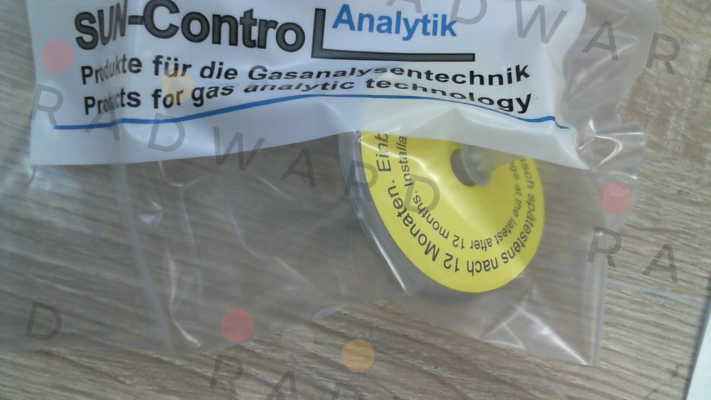 SUN-Control
Analytik
Produkte für die Gasanalysentechnik
Products for gas analytic technology
nach 12 Monaten.
spätestens
at the latest after 12 months.
RADWARD